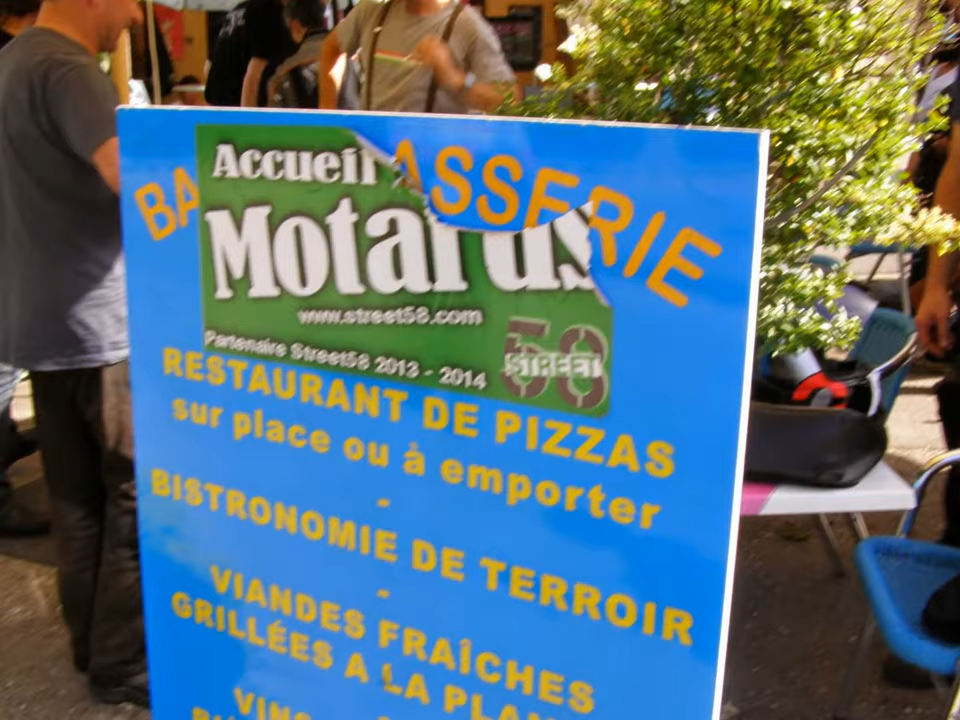 BA ASSERIE
Accueil
Motards
www.street58.com
Partenaire Street58 2013 - 2014
58
STREET
RESTAURANT DE PIZZAS
sur place ou à emporter
-
BISTRONOMIE DE TERROIR
-
VIANDES FRAÎCHES
GRILLÉES A LA
-
VINS